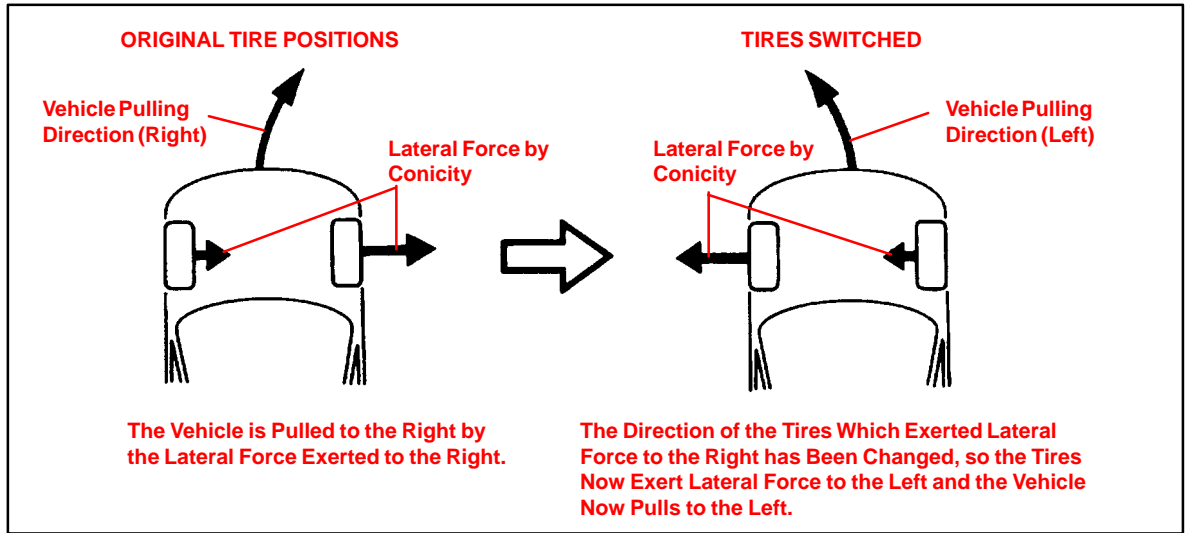 ORIGINAL TIRE POSITIONS
Vehicle Pulling
Direction (Right)
Lateral Force by
Conicity
The Vehicle is Pulled to the Right by
the Lateral Force Exerted to the Right.
TIRES SWITCHED
Vehicle Pulling
Direction (Left)
Lateral Force by
Conicity
The Direction of the Tires Which Exerted Lateral
Force to the Right has Been Changed, so the Tires
Now Exert Lateral Force to the Left and the Vehicle
Now Pulls to the Left.